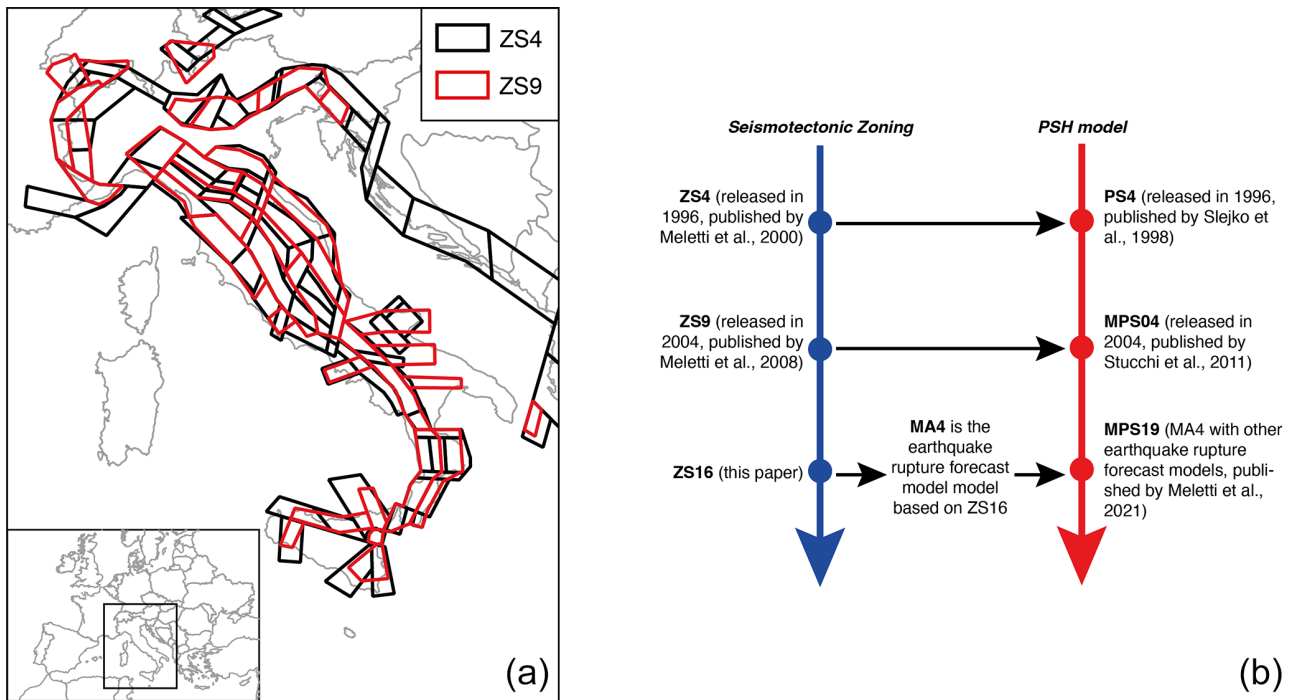 ZS4
ZS9
(a)
Seismotectonic Zoning
PSH model
ZS4 (released in
1996, published by
Meletti et al., 2000)
PS4 (released in 1996,
published by Slejko et
al., 1998)
ZS9 (released in
2004, published by
Meletti et al., 2008)
MPS04 (released in
2004, published by
Stucchi et al., 2011)
ZS16 (this paper)
MA4 is the
earthquake
rupture forecast
model model
based on ZS16
MPS19 (MA4 with other
earthquake rupture
forecast models, publi-
shed by Meletti et al.,
2021)
(b)